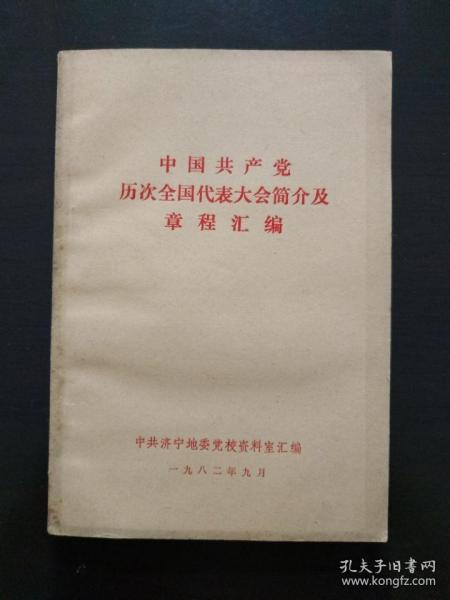 中国共产党
历次全国代表大会简介及
章程汇编
中共济宁地委党校资料室汇编
一九八二年九月
孔夫子旧书网
www.kongfz.com